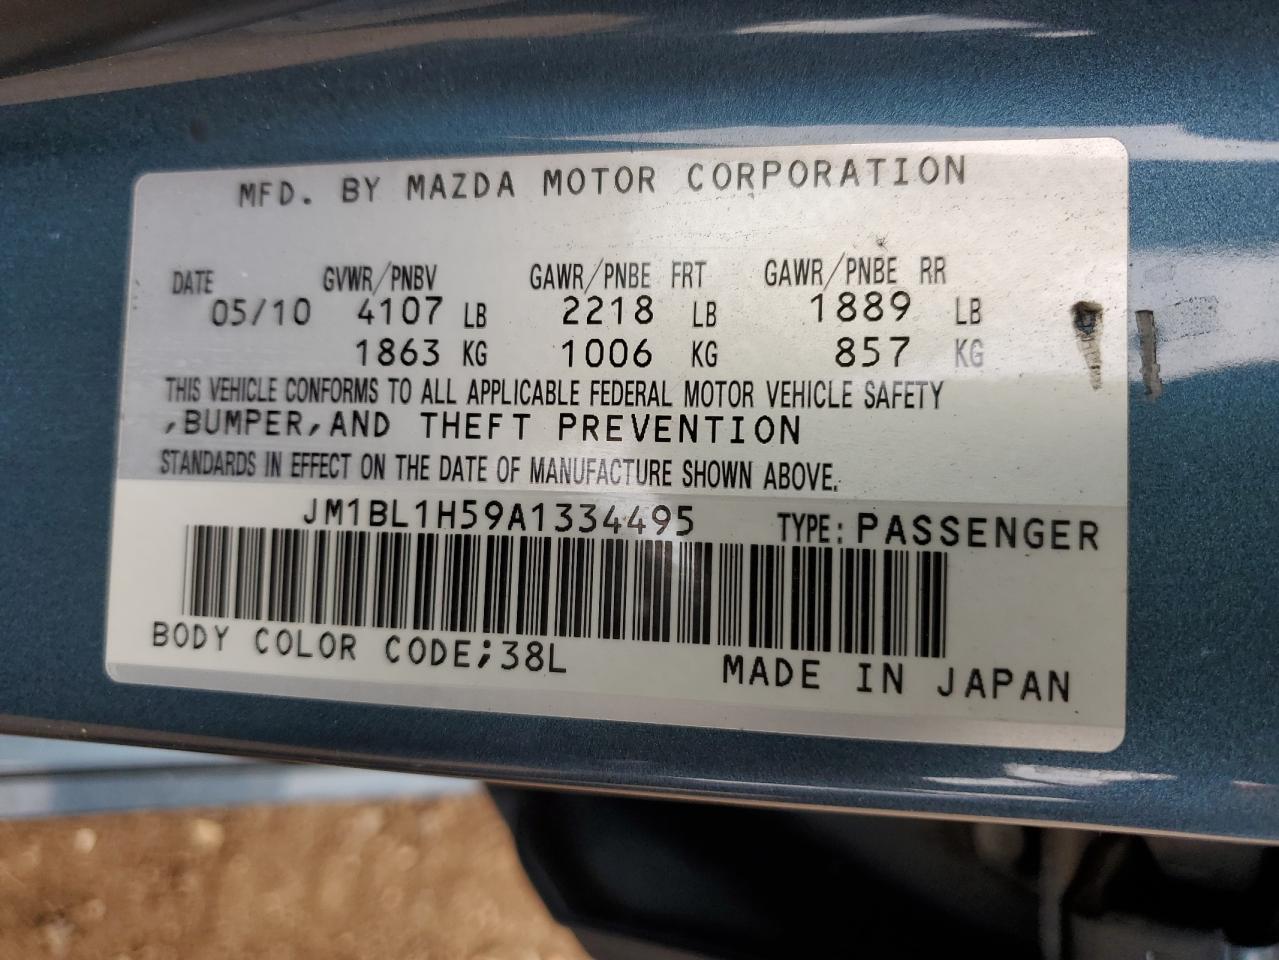 MFD. BY MAZDA MOTOR CORPORATION
DATE GVWR/PNBV GAWR/PNBE FRT GAWR/PNBE RR
05/10 4107 LB 2218 LB 1889 LB
1863 KG 1006 KG 857 KG
THIS VEHICLE CONFORMS TO ALL APPLICABLE FEDERAL MOTOR VEHICLE SAFETY
,BUMPER,AND THEFT PREVENTION
STANDARDS IN EFFECT ON THE DATE OF MANUFACTURE SHOWN ABOVE.
JM1BL1H59A1334495 TYPE: PASSENGER
BODY COLOR CODE;38L MADE IN JAPAN